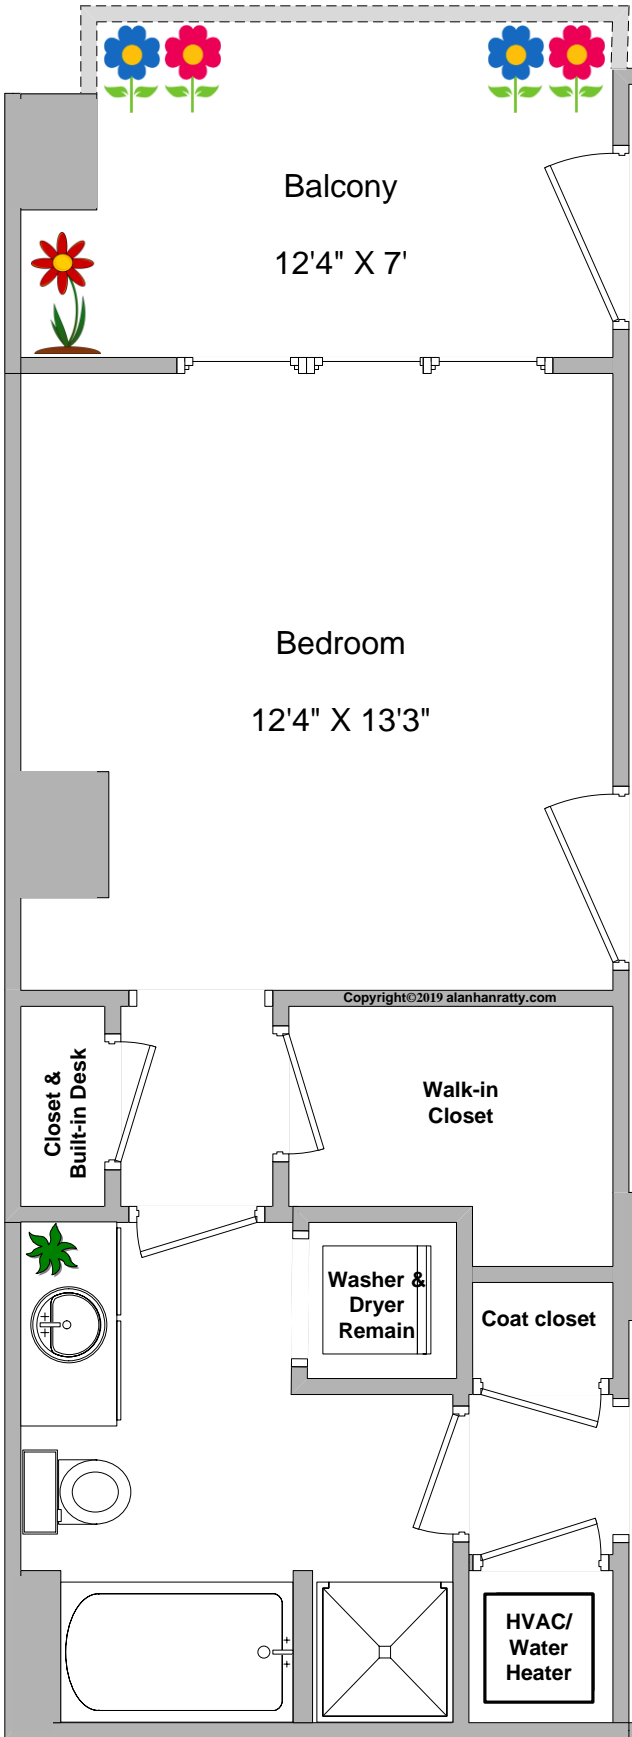 Balcony
12'4" X 7'
Bedroom
12'4" X 13'3"
Copyright©2019 alanhanratty.com
Closet &
Built-in Desk
Walk-in
Closet
Washer &
Dryer
Remain
Coat closet
HVAC/
Water
Heater